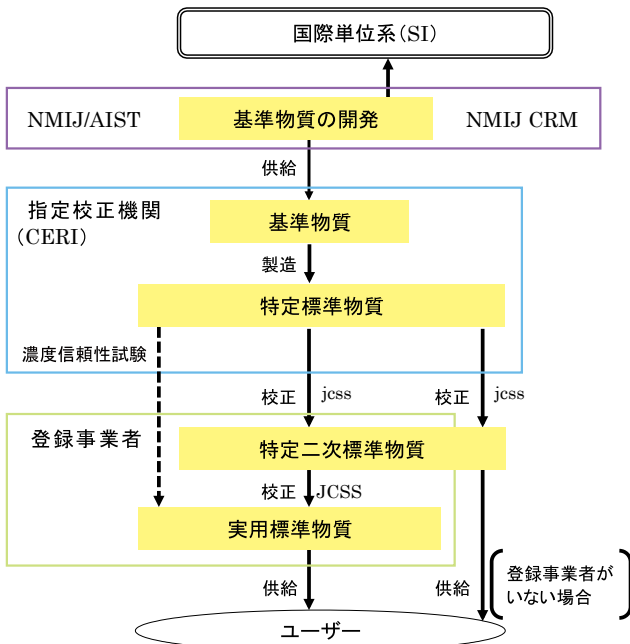 国際単位系(SI)
NMIJ/AIST
基準物質の開発
NMIJ CRM
供給
指定校正機関
(CERI)
基準物質
製造
特定標準物質
濃度信頼性試験
校正
jcss
校正
jcss
登録事業者
特定二次標準物質
校正
JCSS
実用標準物質
供給
供給
登録事業者が
いない場合
ユーザー